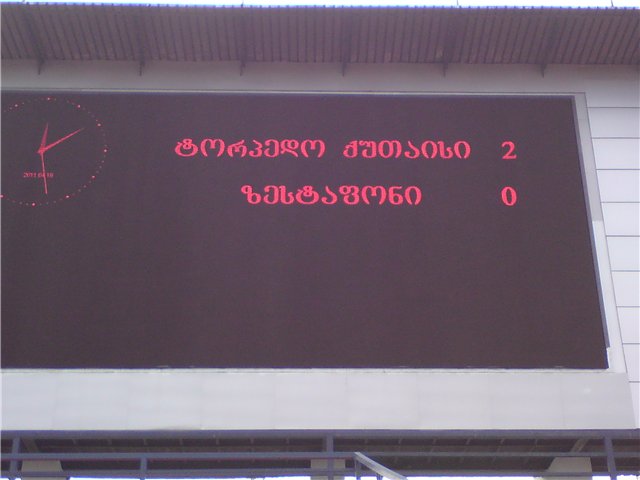 ტორპედო ქუთაისი 2
ზესტაფონი 0